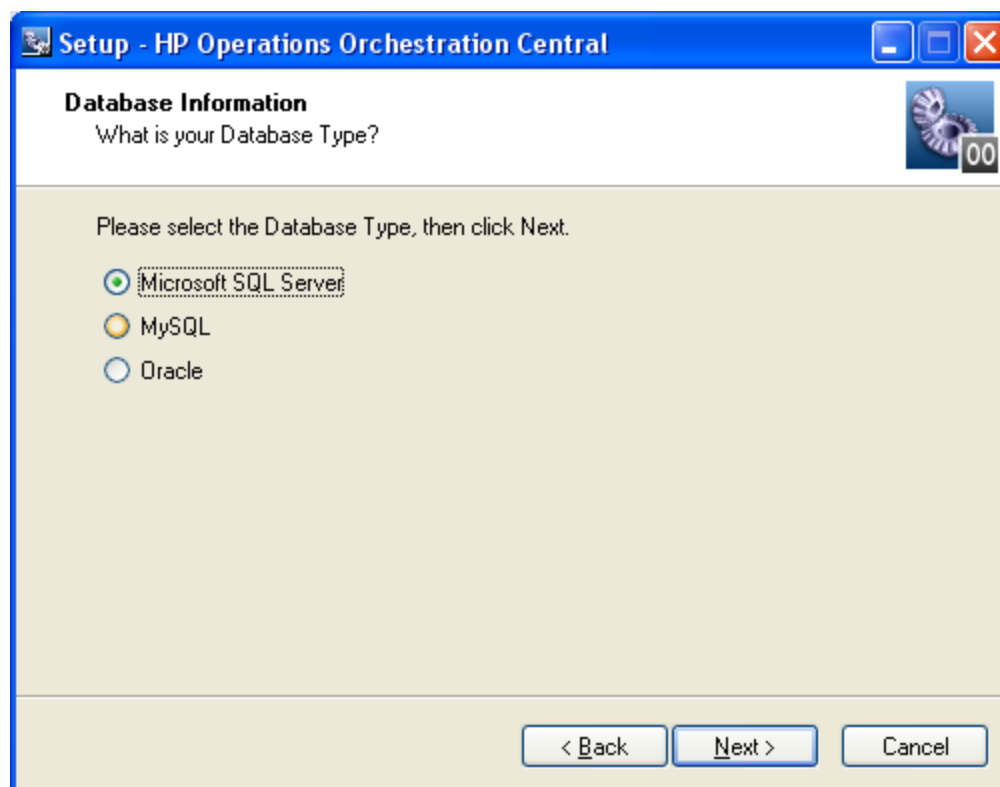 Setup - HP Operations Orchestration Central
Database Information
What is your Database Type?
OO
Please select the Database Type, then click Next.
Microsoft SQL Server
MySQL
Oracle
< Back
Next >
Cancel